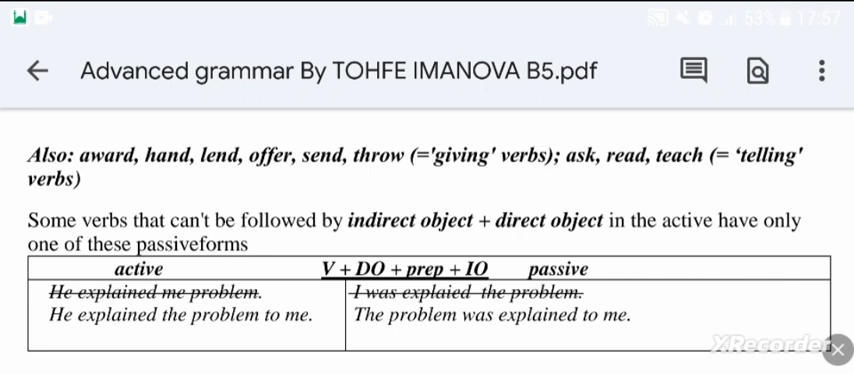 53% 17:57
Advanced grammar By TOHFE IMANOVA B5.pdf
Also: award, hand, lend, offer, send, throw (='giving' verbs); ask, read, teach (= ‘telling'
verbs)
Some verbs that can't be followed by indirect object + direct object in the active have only
one of these passiveforms
active V + DO + prep + IO passive
He explained me problem. I was explaied the problem.
He explained the problem to me. The problem was explained to me.
XRecorder